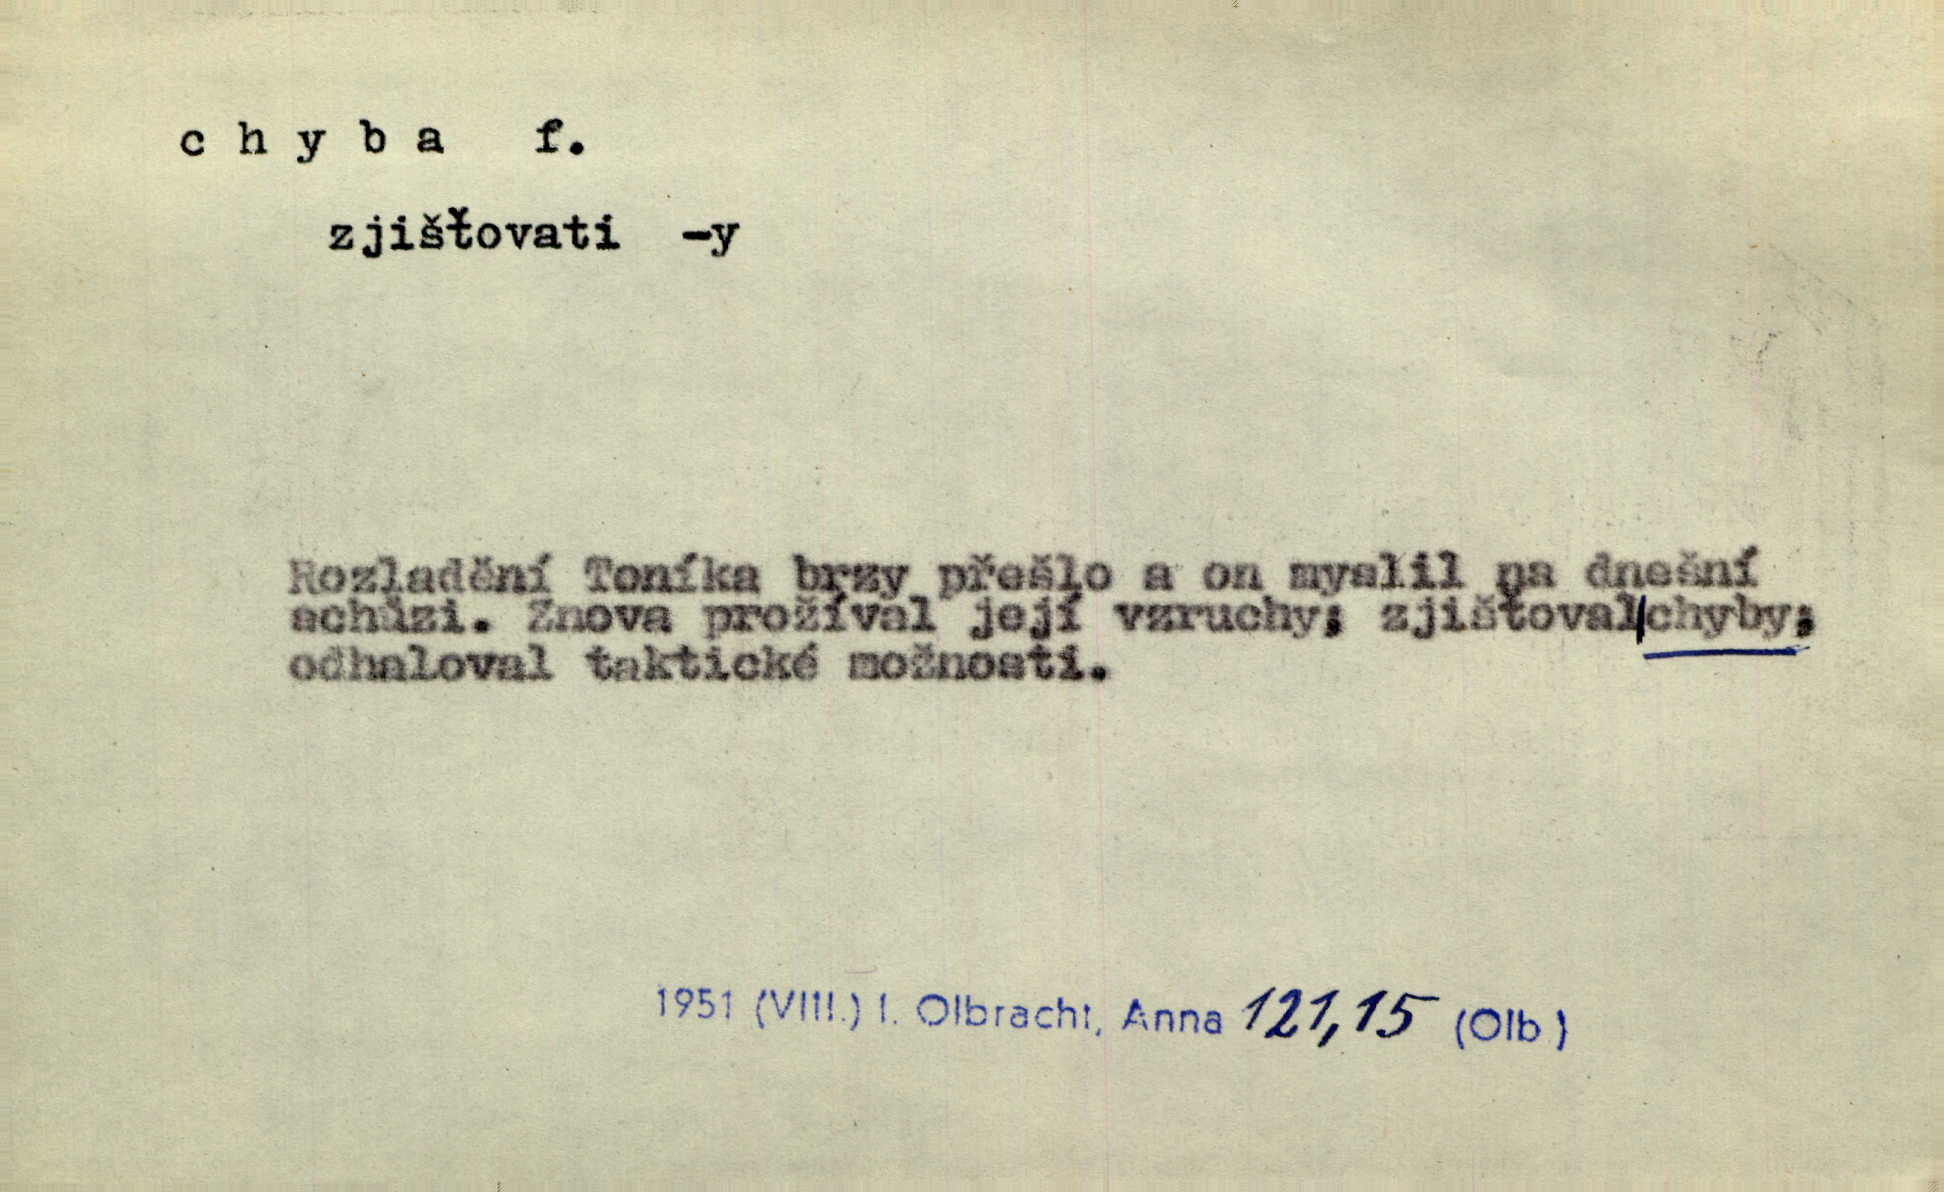 chyba f.
zjišťovati -y
Rozladění Toníka brzy přešlo a on myslil na dnešní
schůzi. Znova prožíval její vzruchy; zjišťoval|chyby;
odhaloval taktické možnosti.
1951 (VIII.) I. Olbracht, Anna 121,15 (Olb)